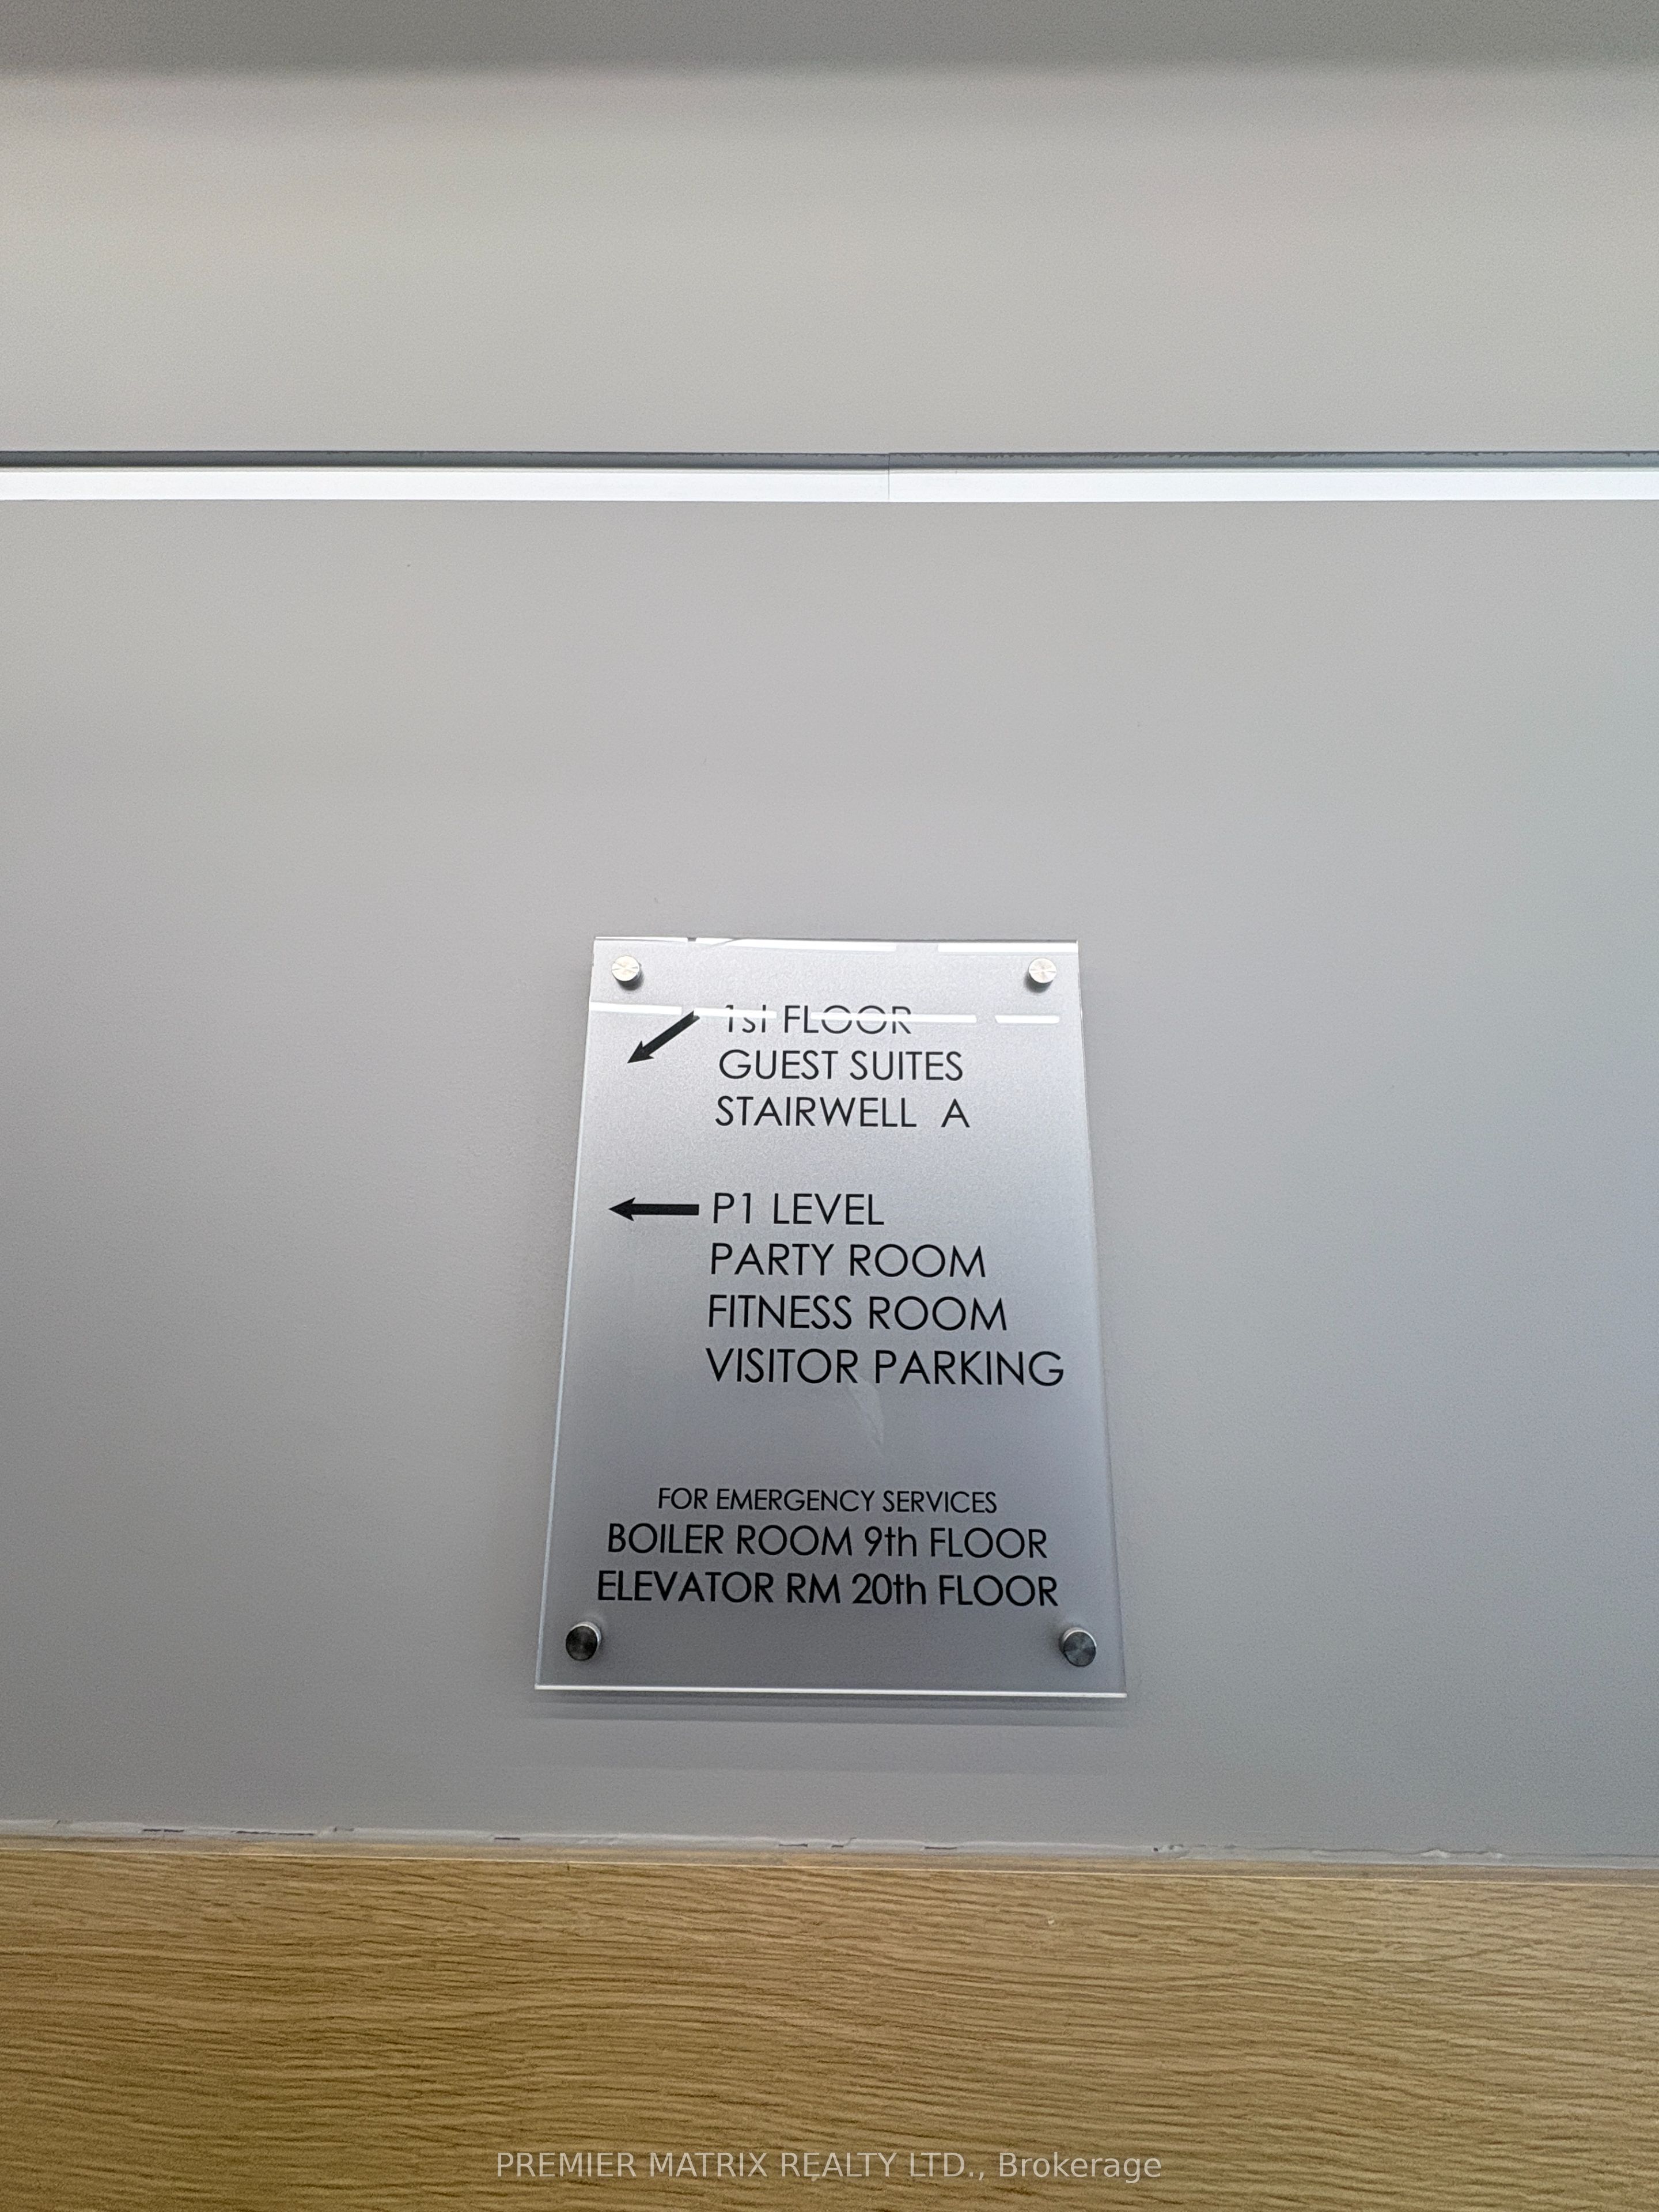 1st FLOOR
GUEST SUITES
STAIRWELL A
P1 LEVEL
PARTY ROOM
FITNESS ROOM
VISITOR PARKING
FOR EMERGENCY SERVICES
BOILER ROOM 9th FLOOR
ELEVATOR RM 20th FLOOR
PREMIER MATRIX REALTY LTD., Brokerage